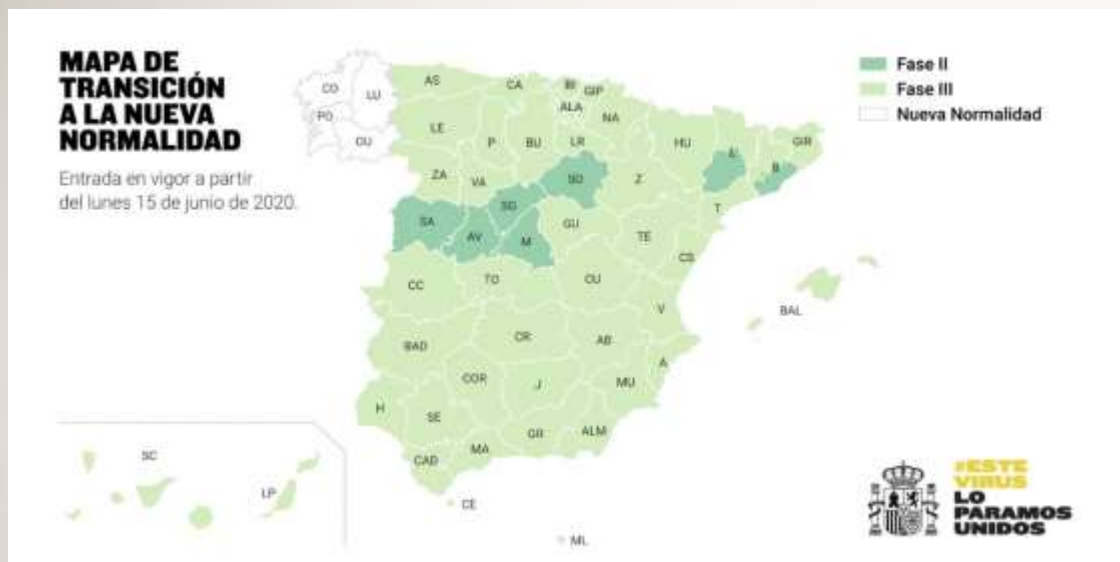 MAPA DE
TRANSICIÓN
A LA NUEVA
NORMALIDAD
Entrada en vigor a partir
del lunes 15 de junio de 2020.
Fase II
Fase III
Nueva Normalidad
CO
LU
PO
OU
AS
CA
BI
GIP
ALA
NA
LE
P
BU
LR
HU
GIR
B
ZA
VA
SO
Z
T
SG
SA
AV
M
GU
TE
CS
CC
TO
CU
V
BAL
BAD
CR
AB
A
COR
J
MU
H
SE
GR
ALM
MA
CAD
CE
ML
SC
LP
#ESTE
VIRUS
LO
PARAMOS
UNIDOS